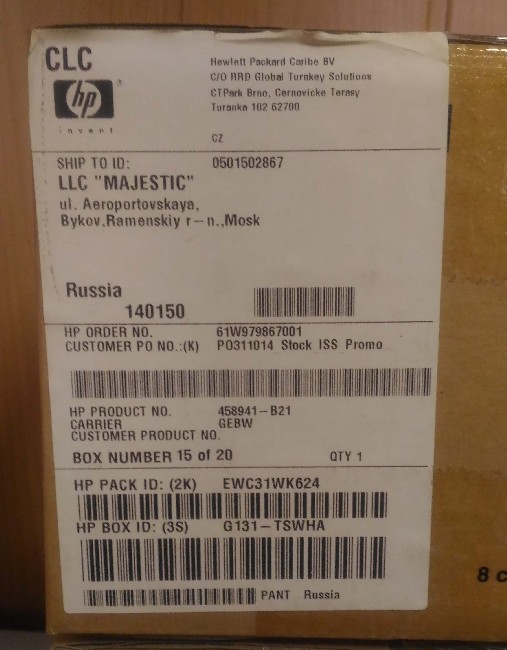 CLC
Hewlett Packard Caribe BV
C/O RRD Global Turnkey Solutions
CTPark Brno, Cernovicke Terasy
Turanka 102 62700
hp
invent
CZ
SHIP TO ID: 0501502867
LLC "MAJESTIC"
ul. Aeroportovskaya,
Bykov,Ramenskiy r-n.,Mosk
Russia
140150
HP ORDER NO. 61W979867001
CUSTOMER PO NO.:(K) PO311014 Stock ISS Promo
HP PRODUCT NO. 458941-B21
CARRIER GEBW
CUSTOMER PRODUCT NO.
BOX NUMBER 15 of 20 QTY 1
HP PACK ID: (2K) EWC31WK624
HP BOX ID: (3S) G131-TSWHA
PANT Russia
8 c